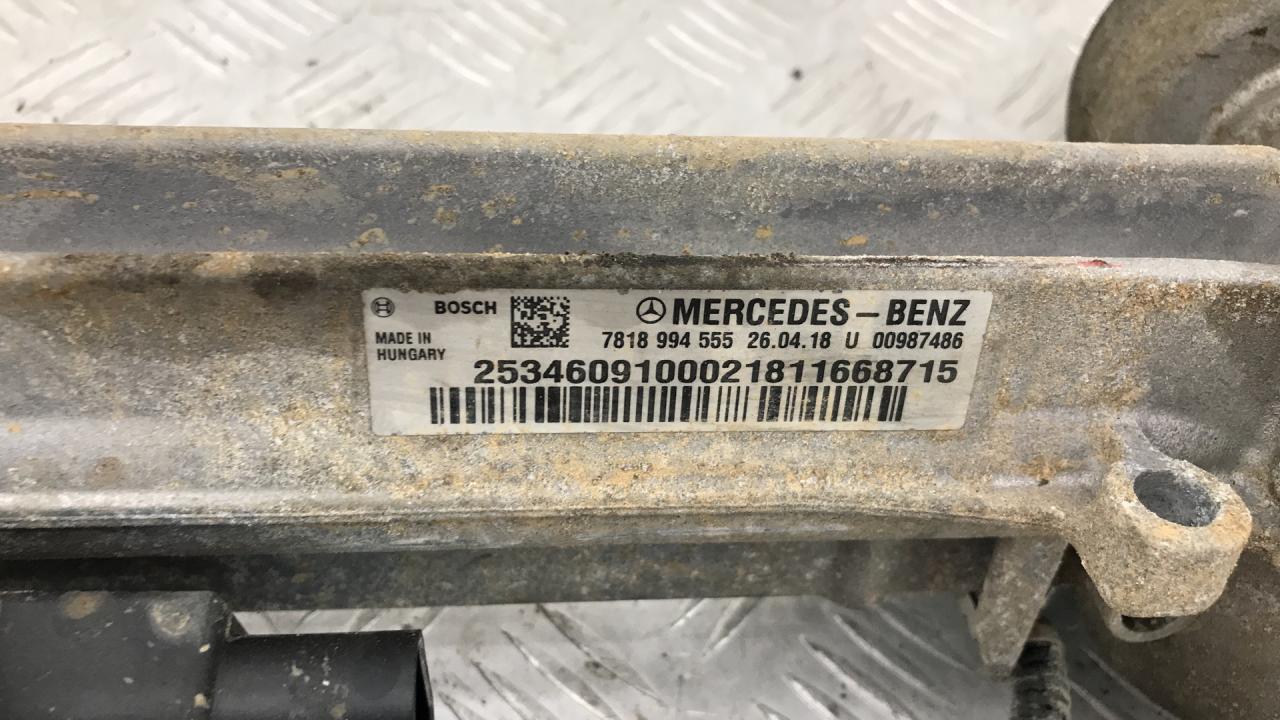 BOSCH
MERCEDES-BENZ
MADE IN
HUNGARY
7818 994 555 26.04.18 U 00987486
2534609100021811668715